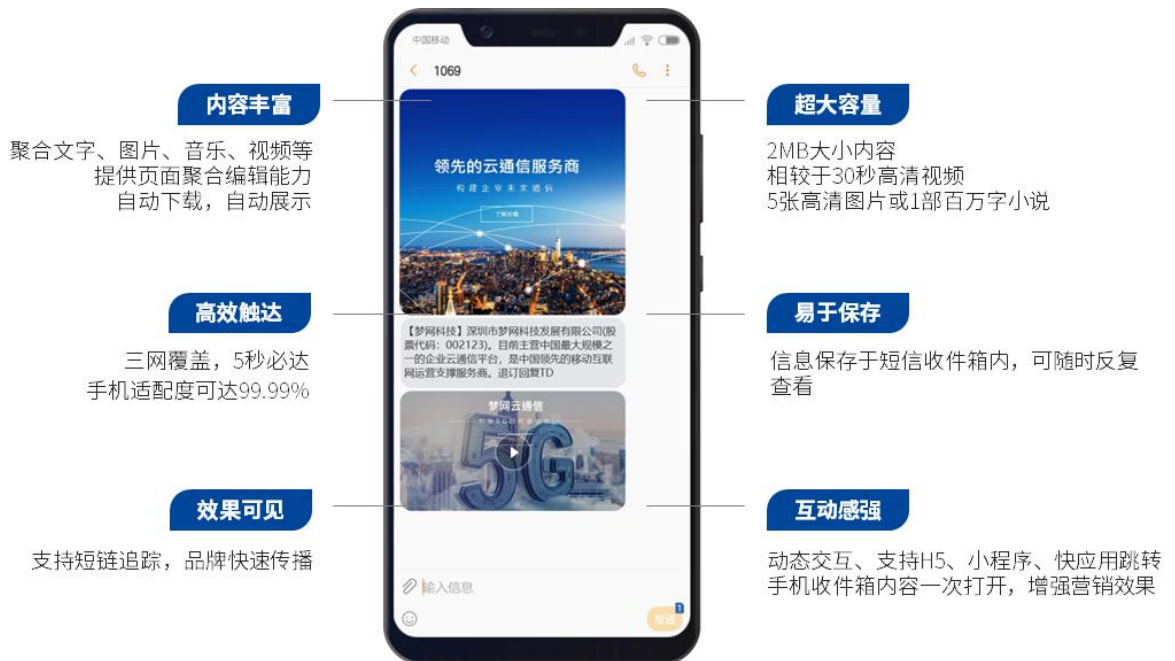 内容丰富
聚合文字、图片、音乐、视频等
提供页面聚合编辑能力
自动下载，自动展示
高效触达
三网覆盖，5秒必达
手机适配度可达99.99%
效果可见
支持短链追踪，品牌快速传播
中国移动
1069
领先的云通信服务商
构建企业未来通信
了解详情
【梦网科技】深圳市梦网科技发展有限公司(股
票代码：002123)。目前主营中国最大规模之
一的企业云通信平台，是中国领先的移动互联
网运营支撑服务商。退订回复TD
梦网云通信
5G
输入信息
1
发送
超大容量
2MB大小内容
相较于30秒高清视频
5张高清图片或1部百万字小说
易于保存
信息保存于短信收件箱内，可随时反复
查看
互动感强
动态交互、支持H5、小程序、快应用跳转
手机收件箱内容一次打开，增强营销效果